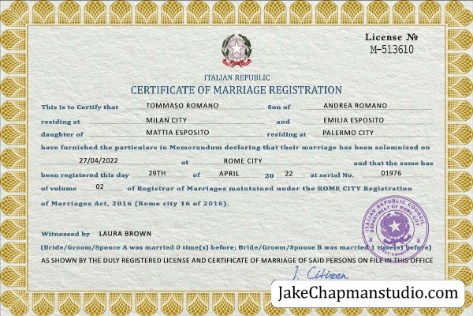 License №
M-513610
ITALIAN REPUBLIC
CERTIFICATE OF MARRIAGE REGISTRATION
This is to Certify that TOMMASO ROMANO Son of ANDREA ROMANO
residing at MILAN CITY and EMILIA ESPOSITO
daughter of MATTIA ESPOSITO residing at PALERMO CITY
have furnished the particulars in Memorandum declaring that their marriage has been solemnized on
27/04/2022 at ROME CITY and that the same has
been registered this day 29TH of APRIL 20 22 at serial No. 01976
of volume 02 of Registrar of Marriages maintained under the ROME CITY Registration
of Marriages Act, 2016 (Rome city 16 of 2016).
Witnessed by LAURA BROWN
(Bride/Groom/Spouse A was married 0 time(s) before; Bride/Groom/Spouse B was married 1 time(s) before)
AS SHOWN BY THE DULY REGISTERED LICENSE AND CERTIFICATE OF MARRIAGE OF SAID PERSONS ON FILE IN THIS OFFICE
J. Citizen
JakeChapmanstudio.com